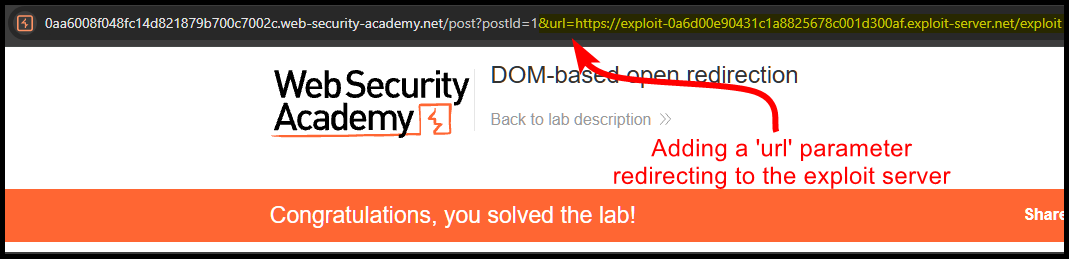 0aa6008f048fc14d821879b700c7002c.web-security-academy.net/post?postId=1&url=https://exploit-0a6d00e90431c1a8825678c001d300af.exploit-server.net/exploit
Web Security
Academy
DOM-based open redirection
Back to lab description
Adding a 'url' parameter
redirecting to the exploit server
Congratulations, you solved the lab!
Share